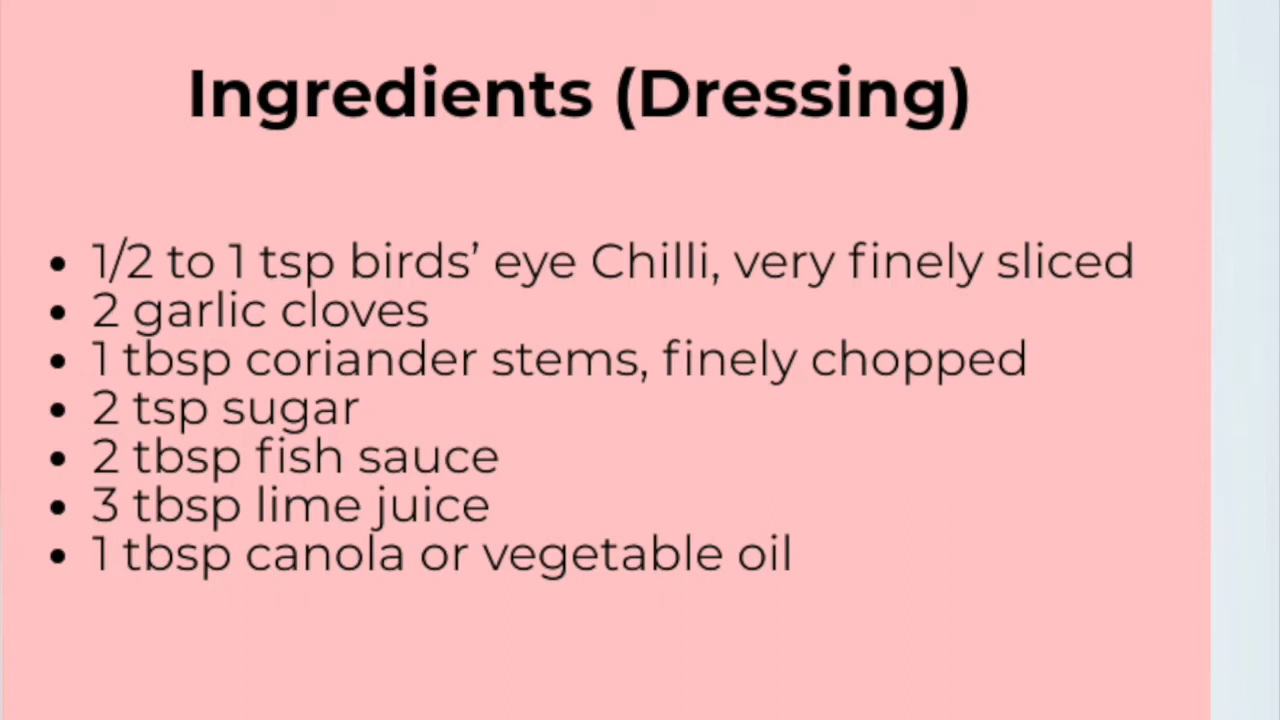 Ingredients (Dressing)
• 1/2 to 1 tsp birds’ eye Chilli, very finely sliced
• 2 garlic cloves
• 1 tbsp coriander stems, finely chopped
• 2 tsp sugar
• 2 tbsp fish sauce
• 3 tbsp lime juice
• 1 tbsp canola or vegetable oil